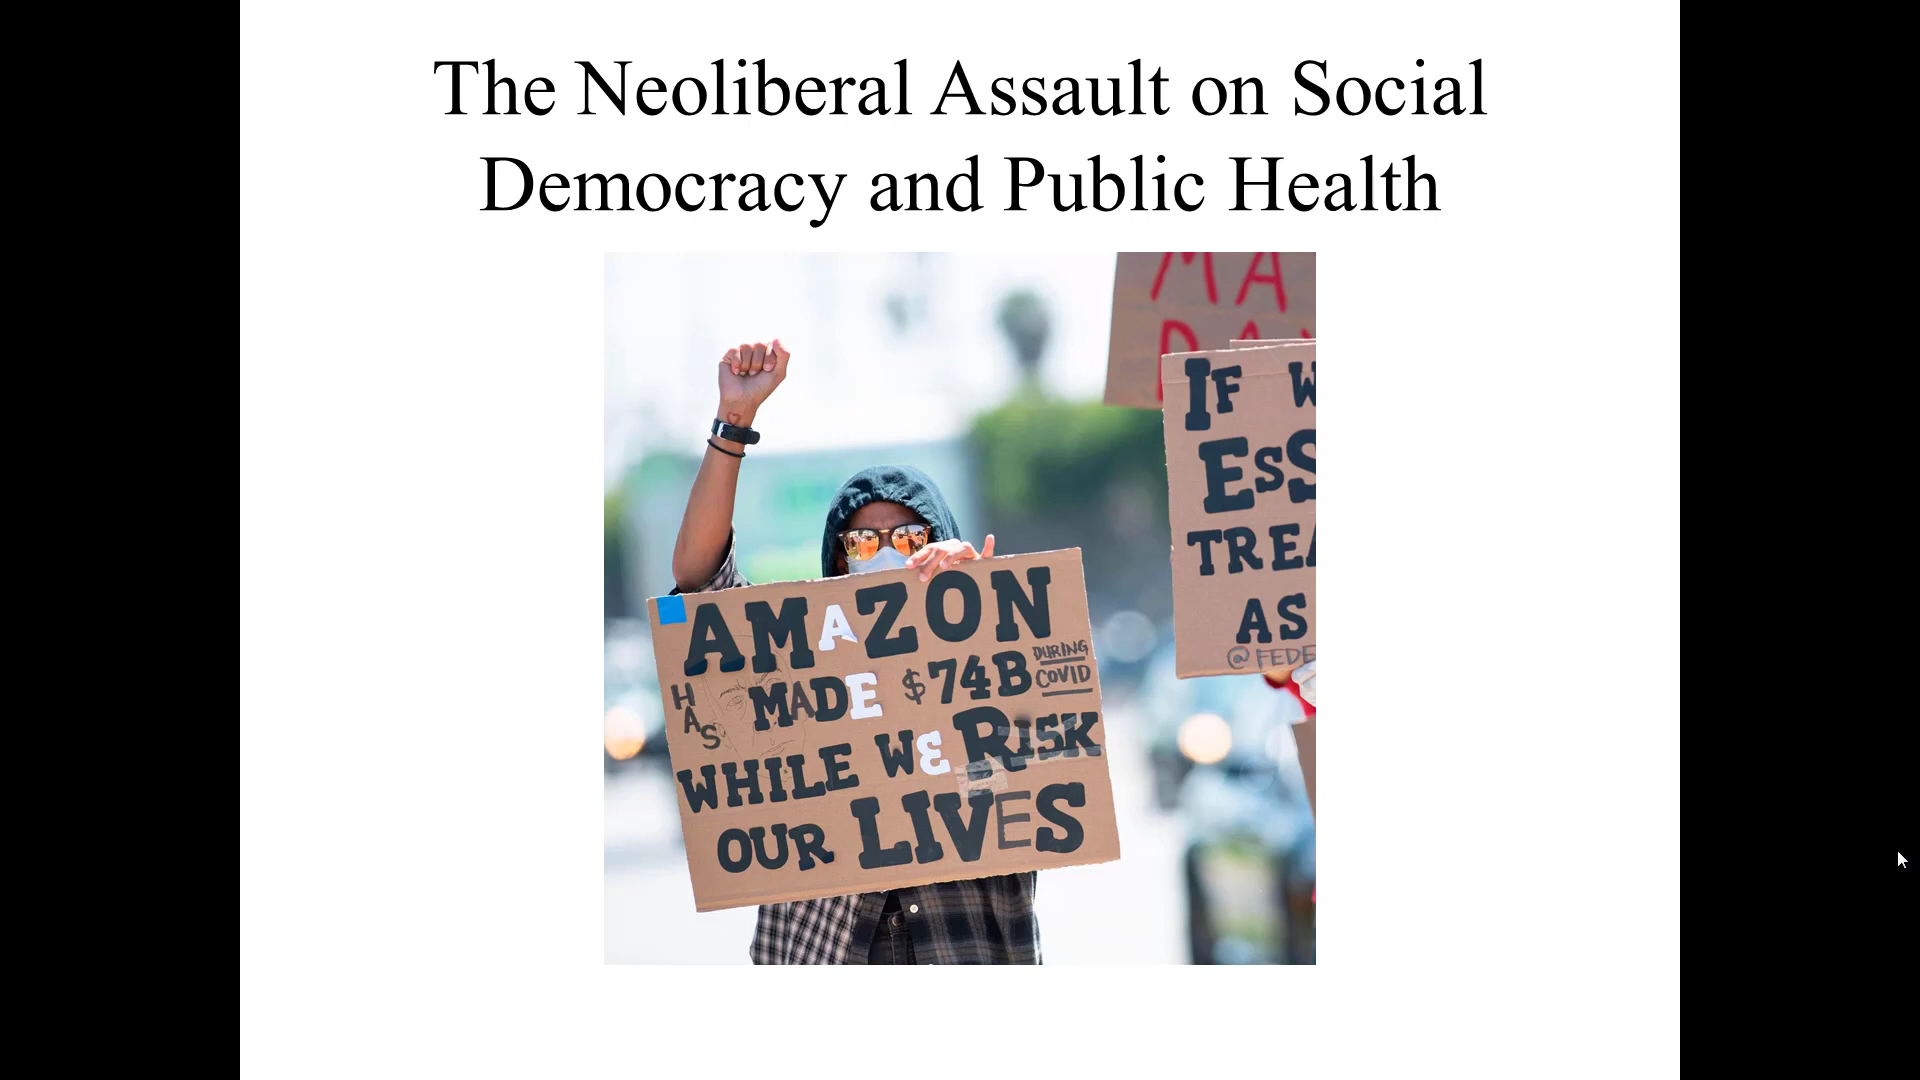 The Neoliberal Assault on Social
Democracy and Public Health
AMAZON
HAS MADE $74B DURING COVID
WHILE WE RISK
OUR LIVES
MA
IF
TREA
AS
@FEDE